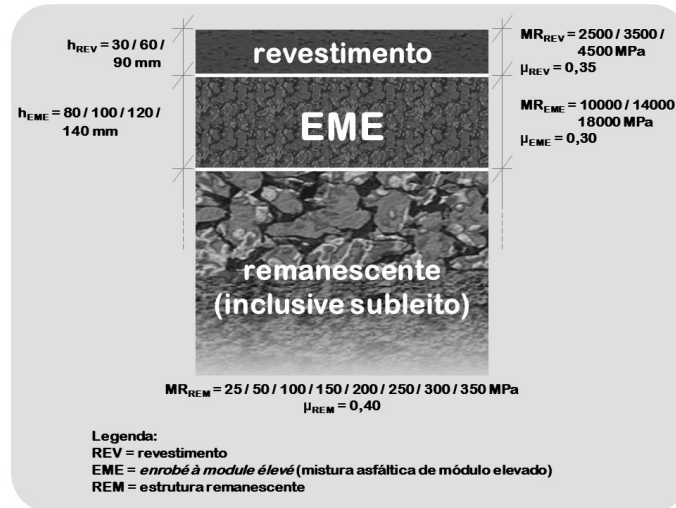 h_REV = 30 / 60 /
90 mm
revestimento
MR_REV = 2500 / 3500 /
4500 MPa
μ_REV = 0,35
h_EME = 80 / 100 / 120 /
140 mm
EME
MR_EME = 10000 / 14000
18000 MPa
μ_EME = 0,30
remanescente
(inclusive subleito)
MR_REM = 25 / 50 / 100 / 150 / 200 / 250 / 300 / 350 MPa
μ_REM = 0,40
Legenda:
REV = revestimento
EME = enrobé à module élevé (mistura asfáltica de módulo elevado)
REM = estrutura remanescente